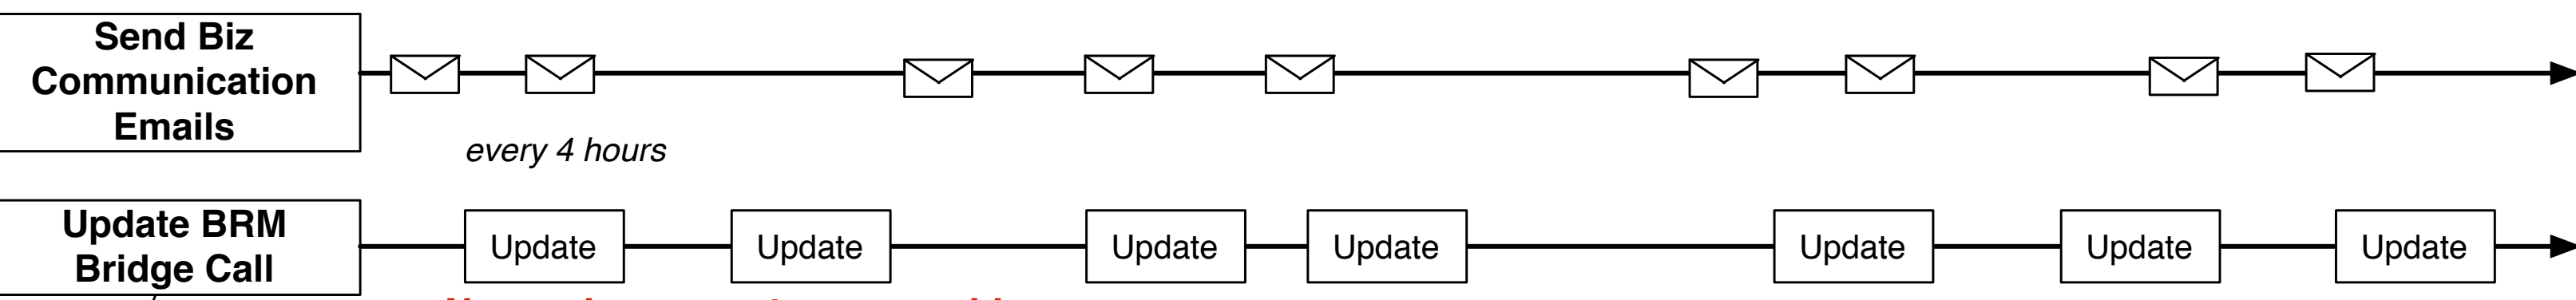 Send Biz
Communication
Emails
every 4 hours
Update BRM
Bridge Call
Update
Update
Update
Update
Update
Update
Update